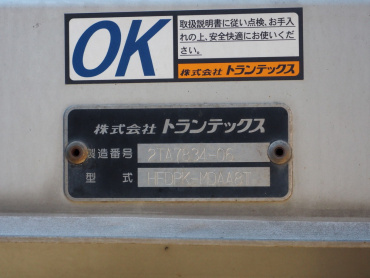 OK
取扱説明書に従い点検、お手入
れの上、安全快適にお使いくだ
さい。
株式会社 トランテックス
株式会社 トランテックス
製造番号 2TA7834-06
型 式